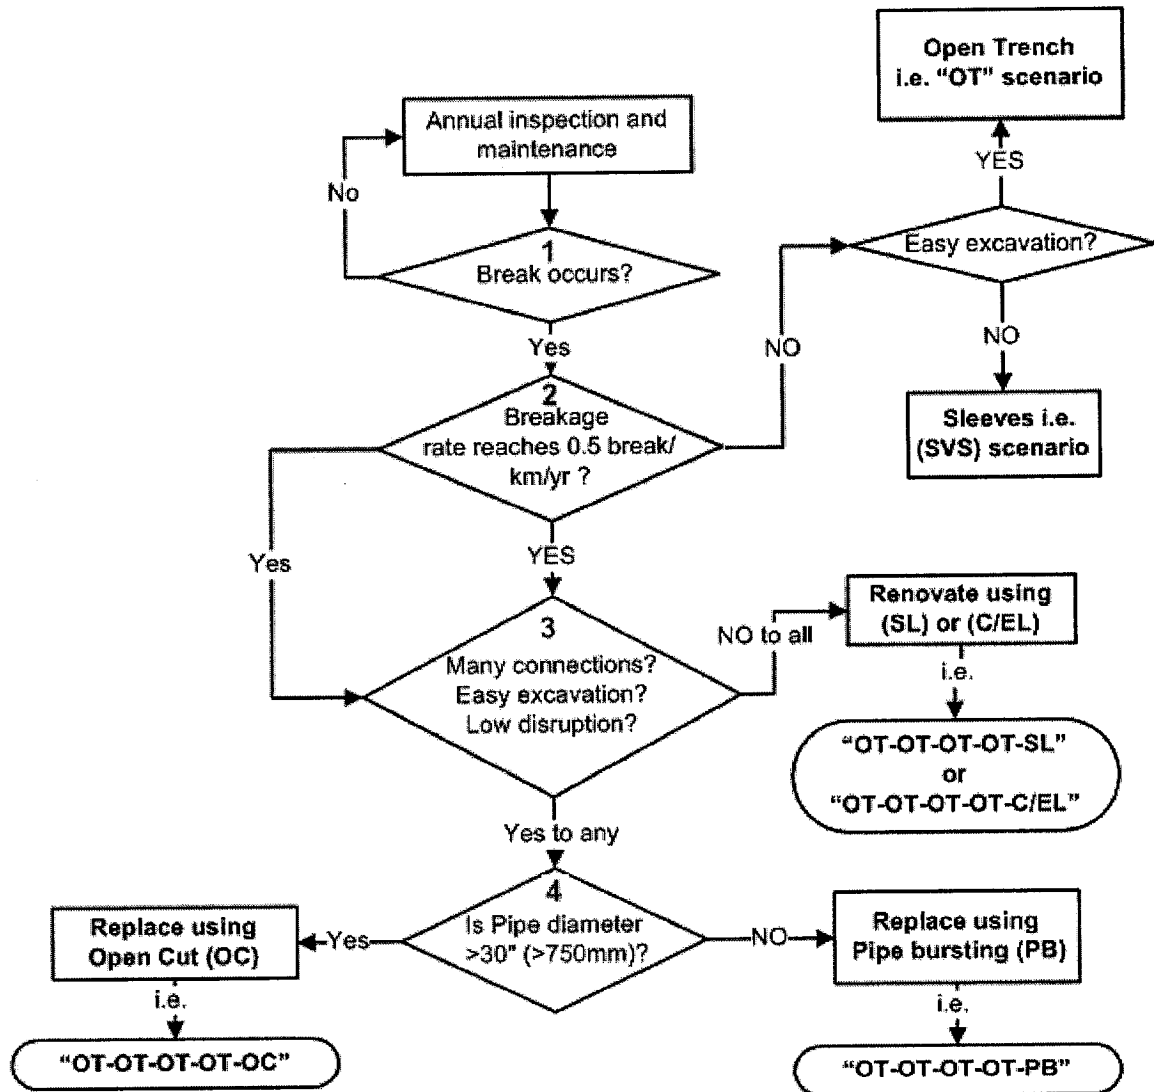 Open Trench
i.e. "OT" scenario
Annual inspection and
maintenance
YES
No
Easy excavation?
1
Break occurs?
NO
Yes
NO
2
Breakage
rate reaches 0.5 break/
km/yr ?
Sleeves i.e.
(SVS) scenario
Yes
YES
3
Many connections?
Easy excavation?
Low disruption?
NO to all
Renovate using
(SL) or (C/EL)
i.e.
"OT-OT-OT-OT-SL"
or
"OT-OT-OT-OT-C/EL"
Yes to any
4
Is Pipe diameter
>30" (>750mm)?
Yes
Replace using
Open Cut (OC)
i.e.
"OT-OT-OT-OT-OC"
NO
Replace using
Pipe bursting (PB)
i.e.
"OT-OT-OT-OT-PB"